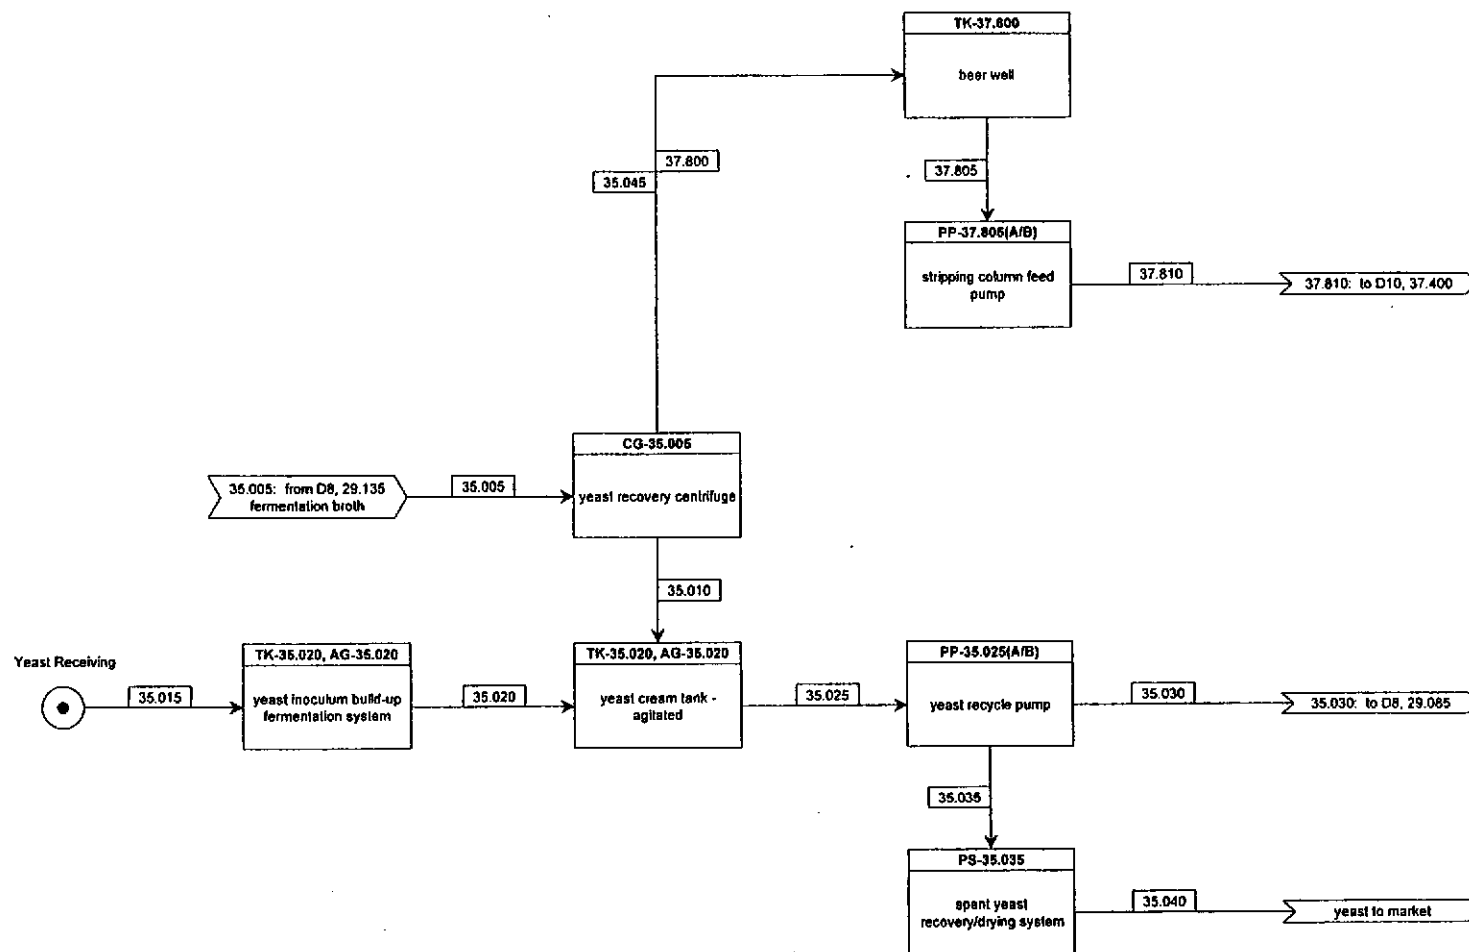 TK-37.800
beer well
37.800
35.045
37.805
PP-37.805(A/B)
stripping column feed
pump
37.810
37.810: to D10, 37.400
CG-35.005
yeast recovery centrifuge
35.005: from D8, 29.135
fermentation broth
35.005
35.010
Yeast Receiving
35.015
TK-35.020, AG-35.020
yeast inoculum build-up
fermentation system
35.020
TK-35.020, AG-35.020
yeast cream tank -
agitated
35.025
PP-35.025(A/B)
yeast recycle pump
35.030
35.030: to D8, 29.085
35.035
PS-35.035
spent yeast
recovery/drying system
35.040
yeast to market